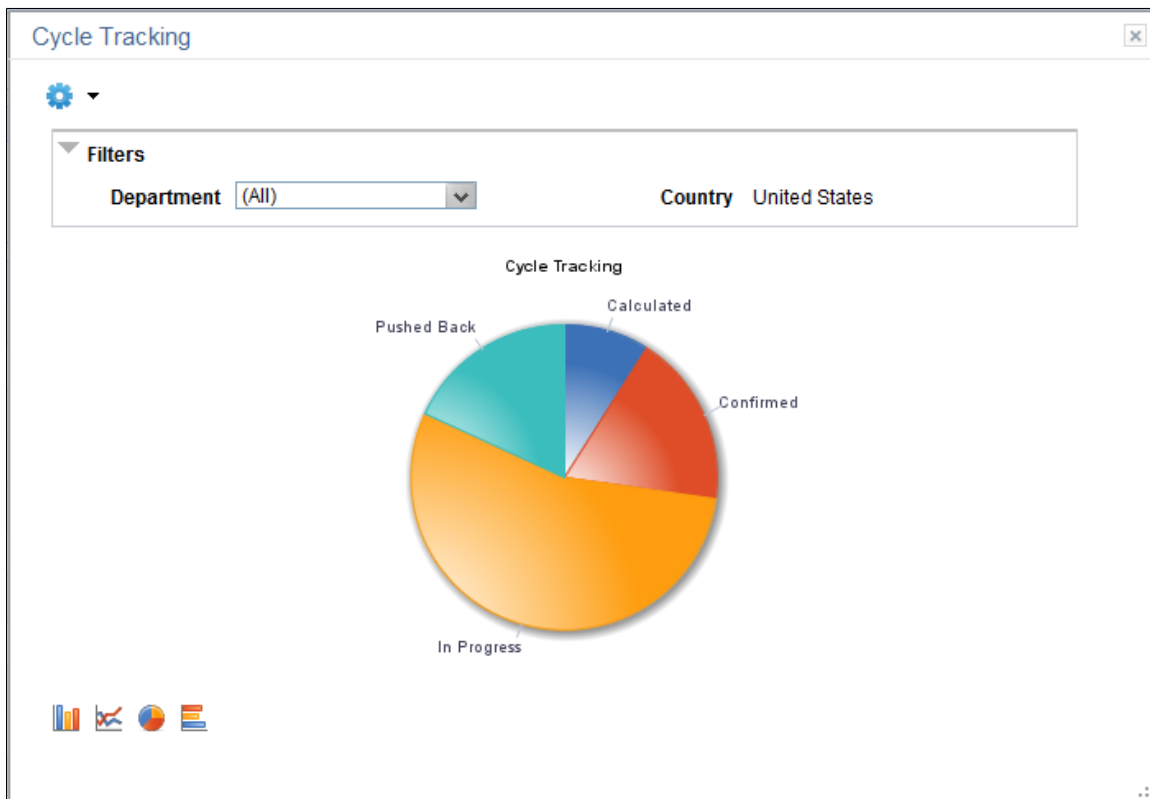 Cycle Tracking
Filters
Department (All) Country United States
Cycle Tracking
Calculated
Pushed Back
Confirmed
In Progress